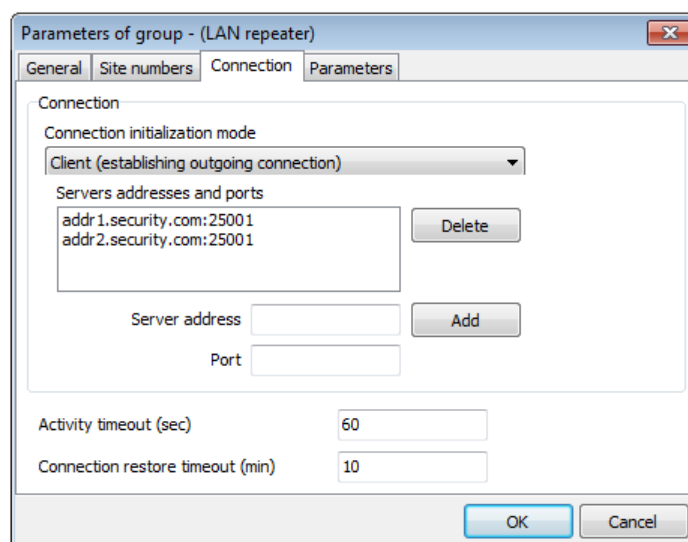 Parameters of group - (LAN repeater)
General Site numbers Connection Parameters
Connection
Connection initialization mode
Client (establishing outgoing connection)
Servers addresses and ports
addr1.security.com:25001
addr2.security.com:25001
Delete
Server address
Add
Port
Activity timeout (sec) 60
Connection restore timeout (min) 10
OK Cancel